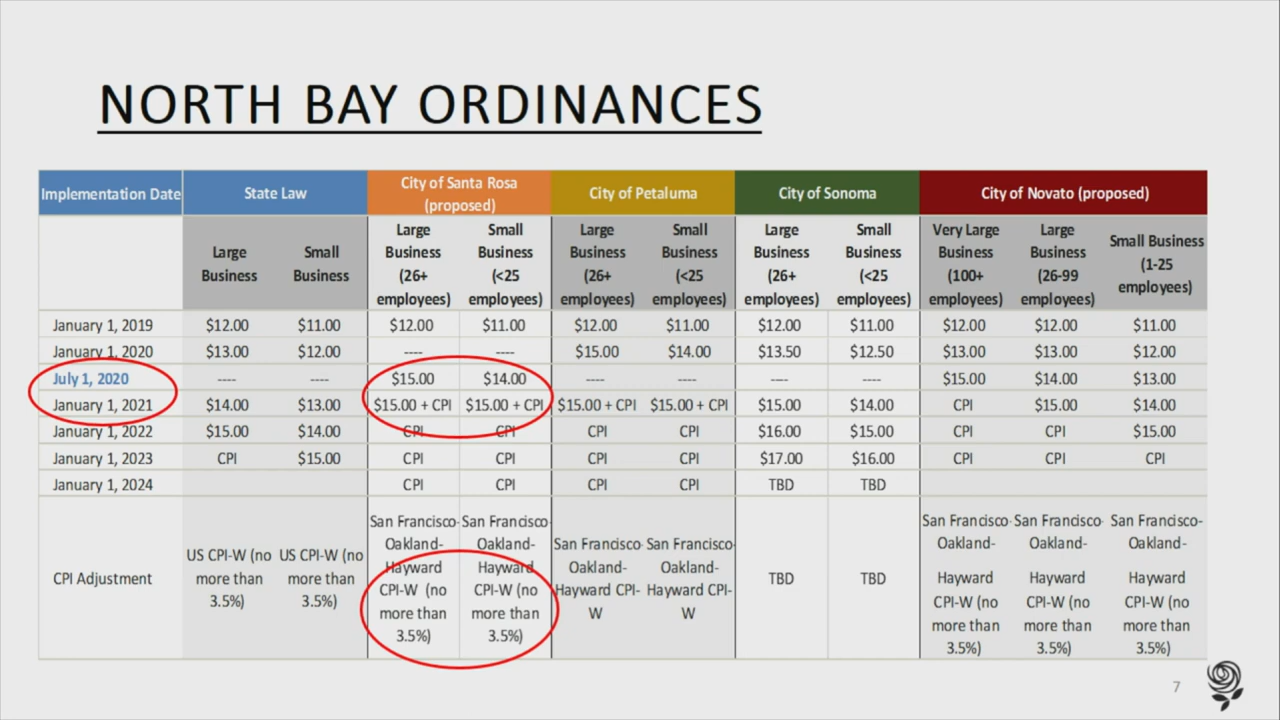 NORTH BAY ORDINANCES
Implementation Date State Law City of Santa Rosa (proposed) City of Petaluma City of Sonoma City of Novato (proposed)
Large Business Small Business Large Business (26+ employees) Small Business (<25 employees) Large Business (26+ employees) Small Business (<25 employees) Large Business (26+ employees) Small Business (<25 employees) Very Large Business (100+ employees) Large Business (26-99 employees) Small Business (1-25 employees)
January 1, 2019 $12.00 $11.00 $12.00 $11.00 $12.00 $11.00 $12.00 $11.00 $12.00 $12.00 $11.00
January 1, 2020 $13.00 $12.00 ---- ---- $15.00 $14.00 $13.50 $12.50 $13.00 $13.00 $12.00
July 1, 2020 ---- ---- $15.00 $14.00 ---- ---- ---- ---- $15.00 $14.00 $13.00
January 1, 2021 $14.00 $13.00 $15.00 + CPI $15.00 + CPI $15.00 + CPI $15.00 + CPI $15.00 $14.00 CPI $15.00 $14.00
January 1, 2022 $15.00 $14.00 CPI CPI CPI CPI $16.00 $15.00 CPI CPI $15.00
January 1, 2023 CPI $15.00 CPI CPI CPI CPI $17.00 $16.00 CPI CPI CPI
January 1, 2024 CPI CPI CPI CPI TBD TBD
CPI Adjustment US CPI-W (no more than 3.5%) US CPI-W (no more than 3.5%) San Francisco-Oakland-Hayward CPI-W (no more than 3.5%) San Francisco-Oakland-Hayward CPI-W (no more than 3.5%) San Francisco-Oakland-Hayward CPI-W San Francisco-Oakland-Hayward CPI-W TBD TBD San Francisco-Oakland-Hayward CPI-W (no more than 3.5%) San Francisco-Oakland-Hayward CPI-W (no more than 3.5%) San Francisco-Oakland-Hayward CPI-W (no more than 3.5%)
7